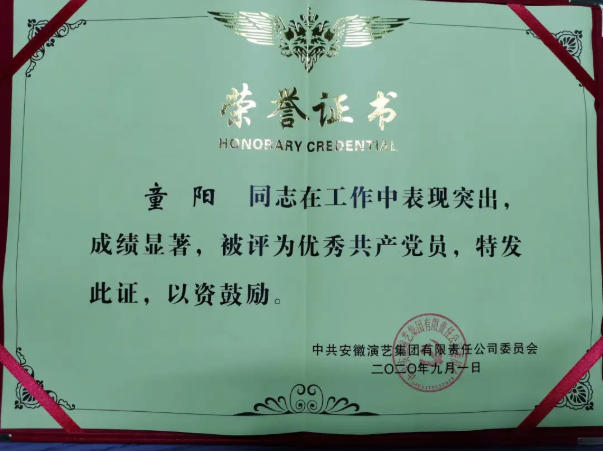 荣誉证书
HONORARY CREDENTIAL
童阳 同志在工作中表现突出，
成绩显著，被评为优秀共产党员，特发
此证，以资鼓励。
中共安徽演艺集团有限责任公司委员会
二〇二〇年九月一日